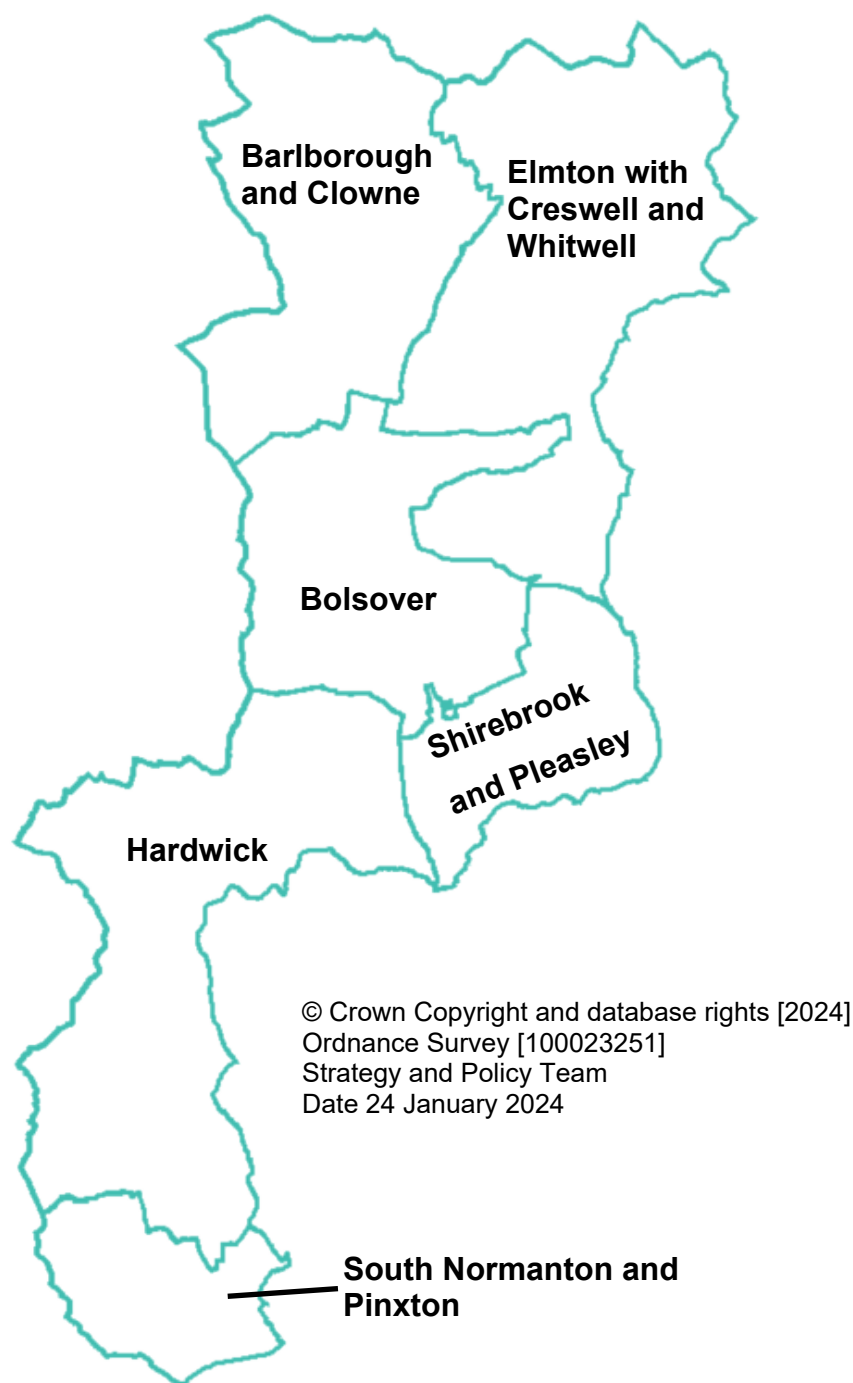 Barlborough
and Clowne
Elmton with
Creswell and
Whitwell
Bolsover
Shirebrook
and Pleasley
Hardwick
© Crown Copyright and database rights [2024]
Ordnance Survey [100023251]
Strategy and Policy Team
Date 24 January 2024
South Normanton and
Pinxton